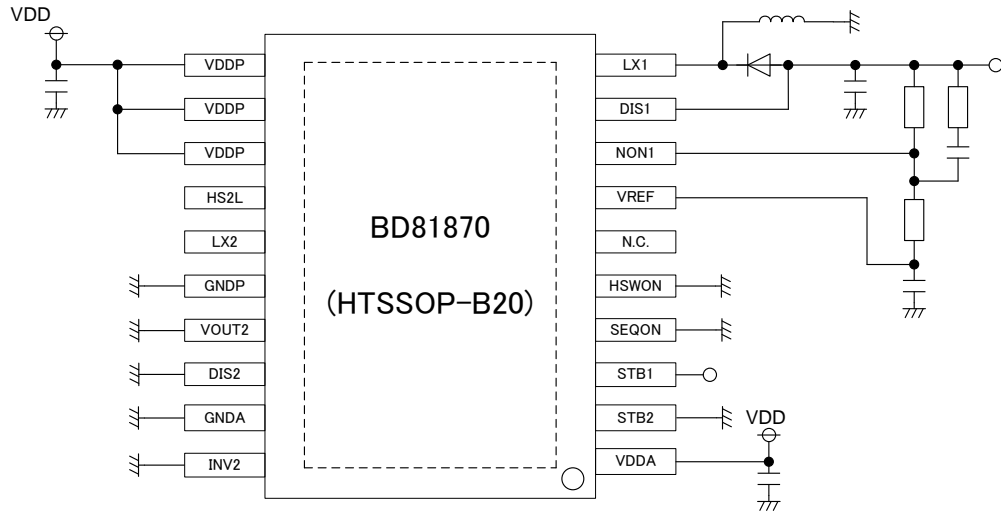 VDD
VDDP
VDDP
VDDP
HS2L
LX2
GNDP
VOUT2
DIS2
GNDA
INV2
BD81870
(HTSSOP-B20)
LX1
DIS1
NON1
VREF
N.C.
HSWON
SEQON
STB1
STB2
VDDA
VDD